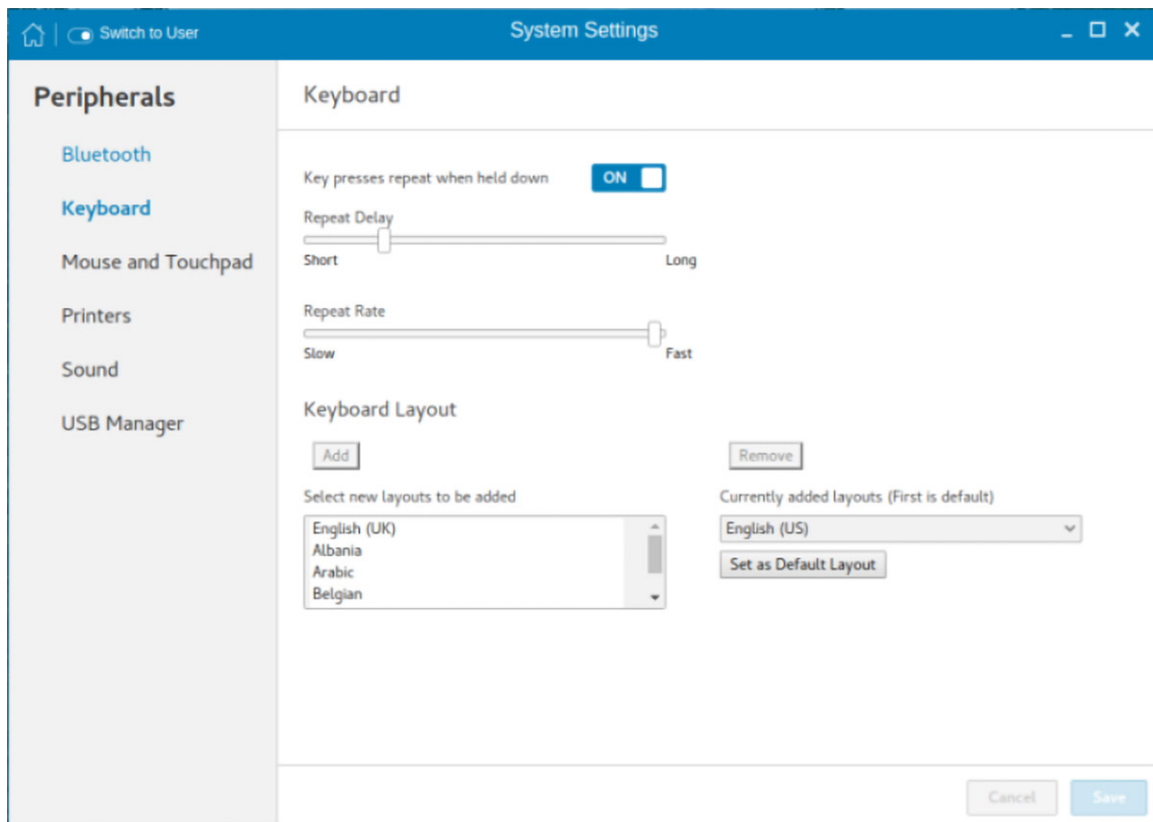 Switch to User
System Settings
Peripherals
Bluetooth
Keyboard
Mouse and Touchpad
Printers
Sound
USB Manager
Keyboard
Key presses repeat when held down ON
Repeat Delay
Short Long
Repeat Rate
Slow Fast
Keyboard Layout
Add Remove
Select new layouts to be added
English (UK)
Albania
Arabic
Belgian
Currently added layouts (First is default)
English (US)
Set as Default Layout
Cancel Save